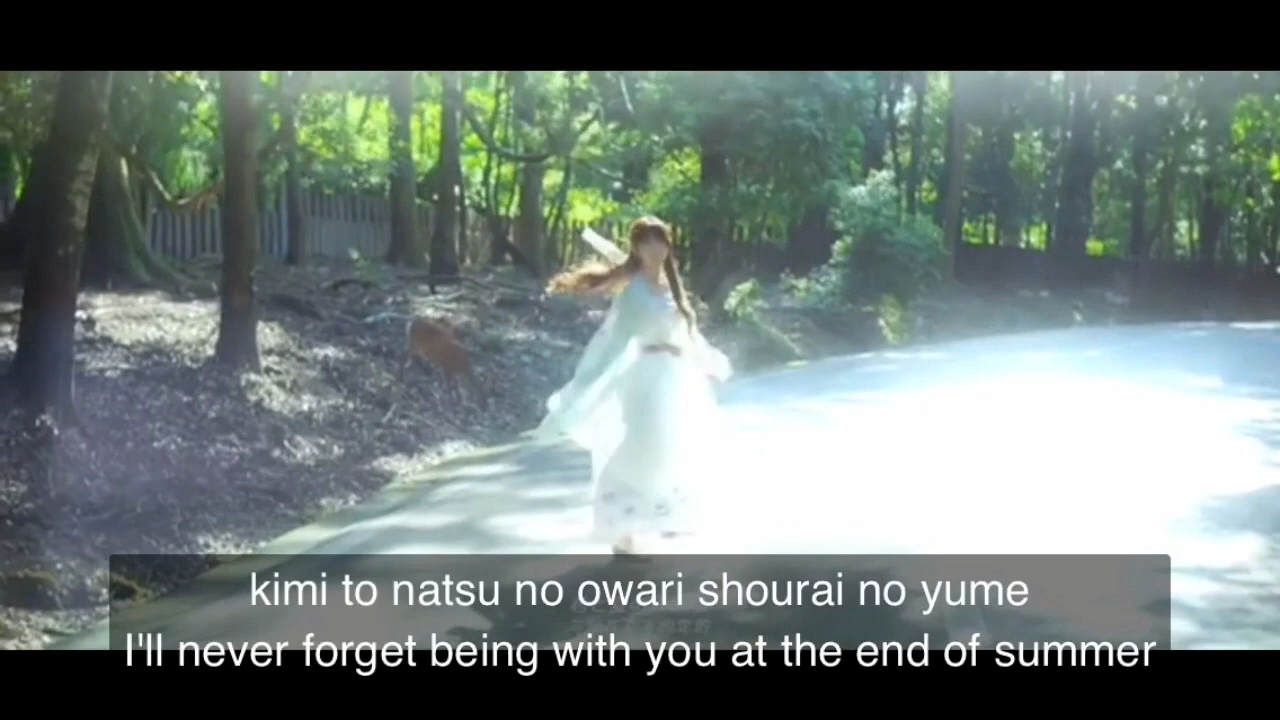 kimi to natsu no owari shourai no yume
I'll never forget being with you at the end of summer